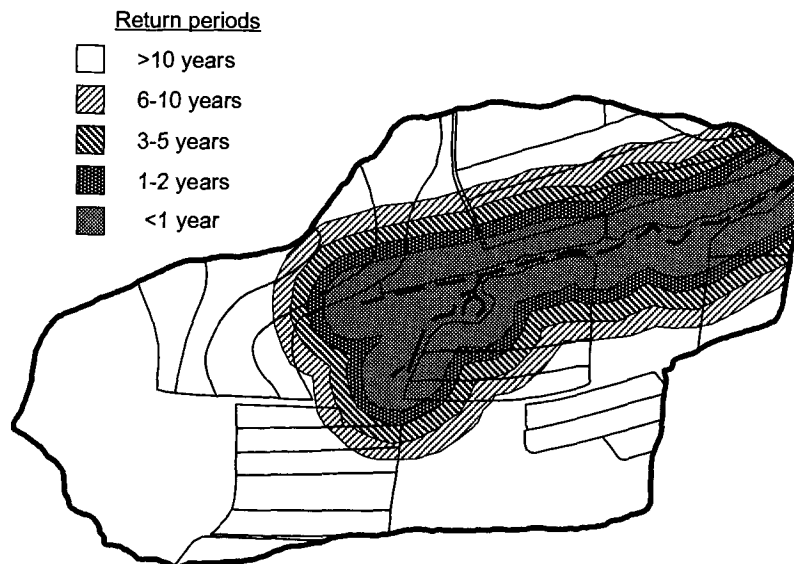 Return periods
>10 years
6-10 years
3-5 years
1-2 years
<1 year